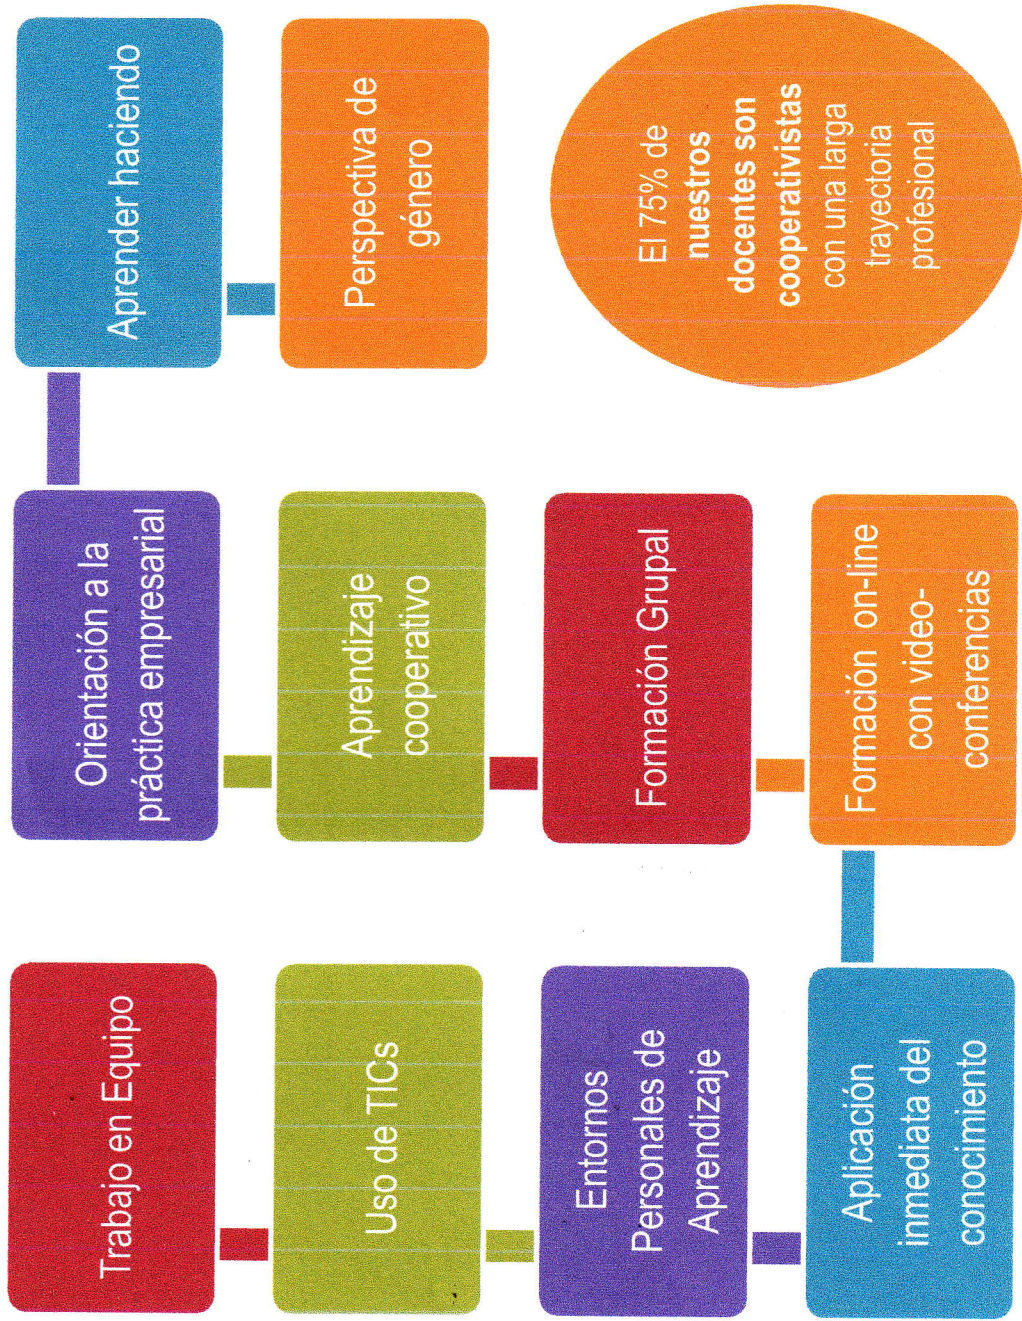 Trabajo en Equipo
Uso de TICs
Entornos
Personales de
Aprendizaje
Aplicación
inmediata del
conocimiento
Formación on-line
con video-
conferencias
Formación Grupal
Aprendizaje
cooperativo
Orientación a la
práctica empresarial
Aprender haciendo
Perspectiva de
género
El 75% de
nuestros
docentes son
cooperativistas
con una larga
trayectoria
profesional